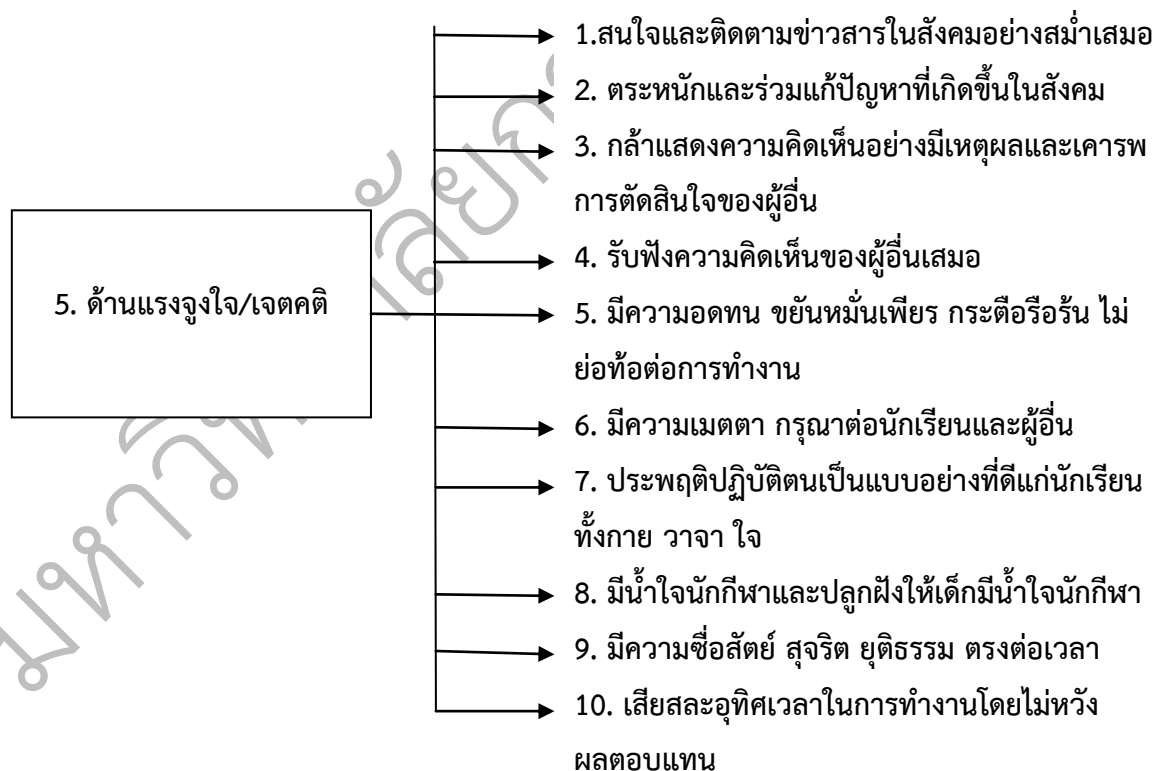 1.สนใจและติดตามข่าวสารในสังคมอย่างสม่ำเสมอ
2. ตระหนักและร่วมแก้ปัญหาที่เกิดขึ้นในสังคม
3. กล้าแสดงความคิดเห็นอย่างมีเหตุผลและเคารพ
การตัดสินใจของผู้อื่น
4. รับฟังความคิดเห็นของผู้อื่นเสมอ
5. ด้านแรงจูงใจ/เจตคติ
5. มีความอดทน ขยันหมั่นเพียร กระตือรือร้น ไม่
ย่อท้อต่อการทำงาน
6. มีความเมตตา กรุณาต่อนักเรียนและผู้อื่น
7. ประพฤติปฏิบัติตนเป็นแบบอย่างที่ดีแก่นักเรียน
ทั้งกาย วาจา ใจ
8. มีน้ำใจนักกีฬาและปลูกฝังให้เด็กมีน้ำใจนักกีฬา
9. มีความซื่อสัตย์ สุจริต ยุติธรรม ตรงต่อเวลา
10. เสียสละอุทิศเวลาในการทำงานโดยไม่หวัง
ผลตอบแทน